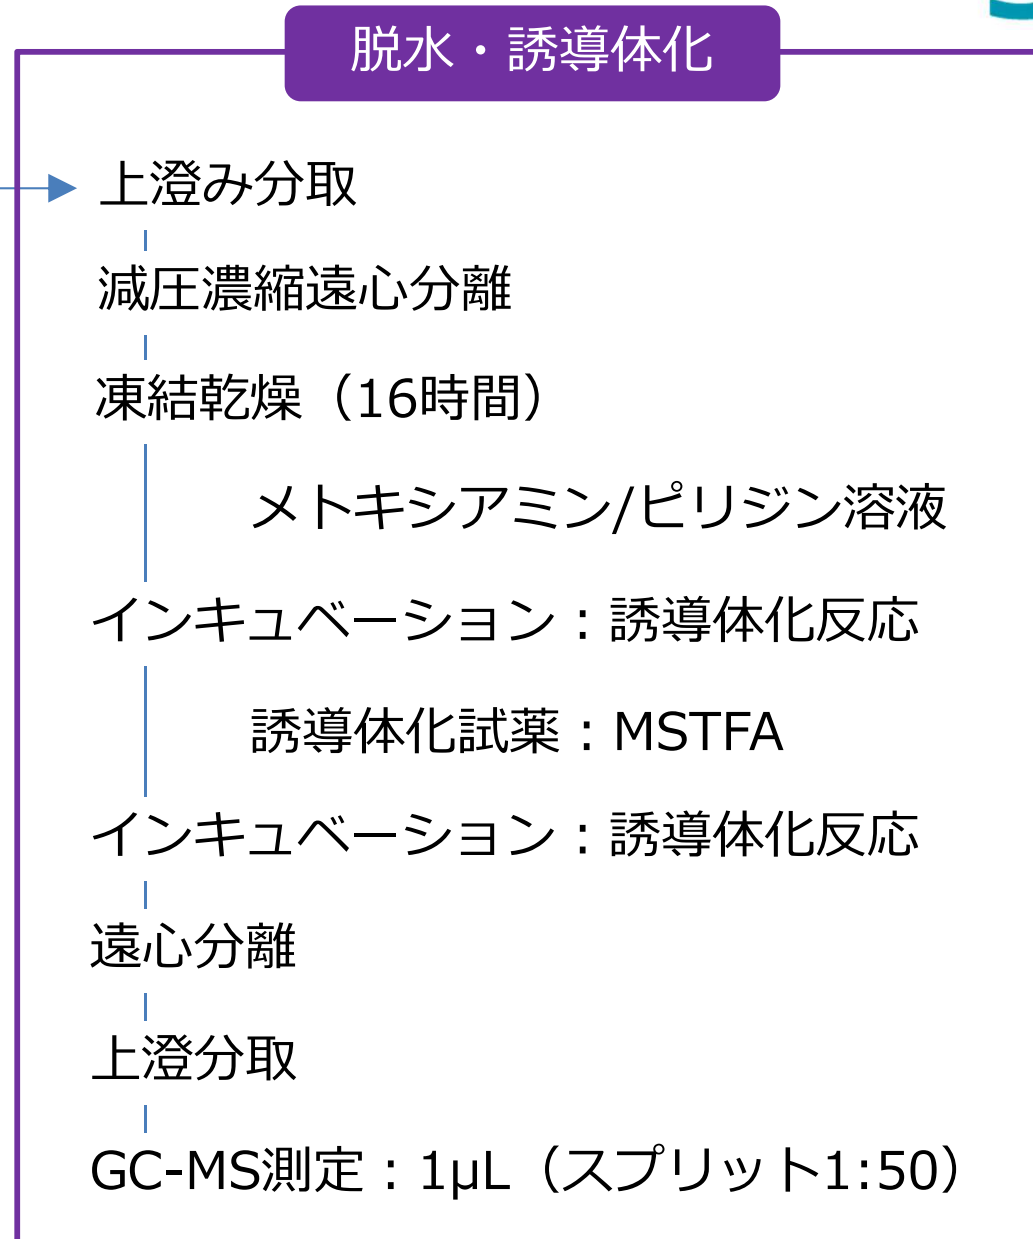 脱水・誘導体化
上澄み分取
減圧濃縮遠心分離
凍結乾燥（16時間）
メトキシアミン/ピリジン溶液
インキュベーション：誘導体化反応
誘導体化試薬：MSTFA
インキュベーション：誘導体化反応
遠心分離
上澄分取
GC-MS測定：1µL（スプリット1:50）